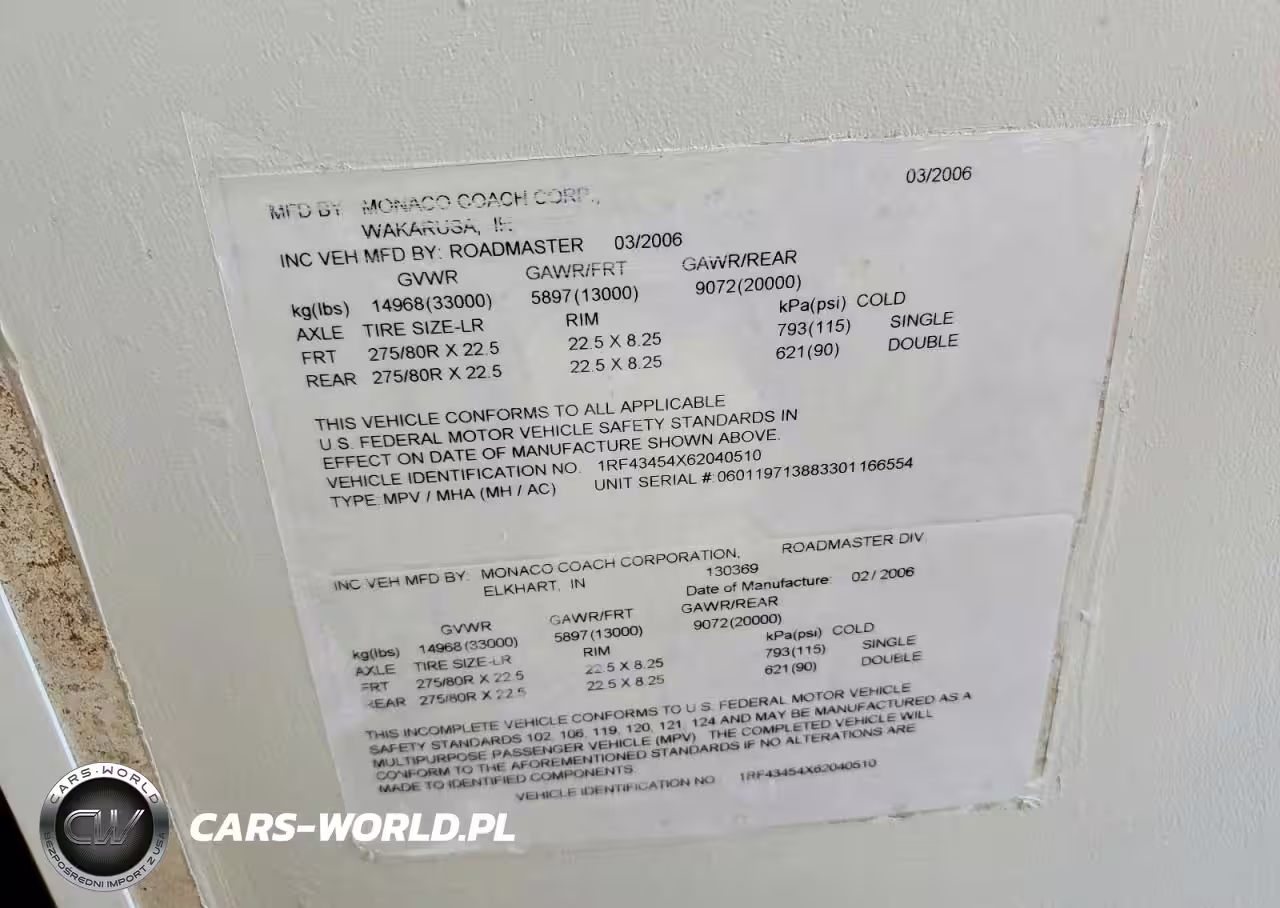 03/2006
MFD BY MONACO COACH CORP.,
WAKARUSA, IN
INC VEH MFD BY: ROADMASTER 03/2006
GVWR GAWR/FRT GAWR/REAR
kg(lbs) 14968(33000) 5897(13000) 9072(20000)
AXLE TIRE SIZE-LR RIM kPa(psi) COLD
FRT 275/80R X 22.5 22.5 X 8.25 793(115) SINGLE
REAR 275/80R X 22.5 22.5 X 8.25 621(90) DOUBLE
THIS VEHICLE CONFORMS TO ALL APPLICABLE
U.S. FEDERAL MOTOR VEHICLE SAFETY STANDARDS IN
EFFECT ON DATE OF MANUFACTURE SHOWN ABOVE.
VEHICLE IDENTIFICATION NO. 1RF43454X62040510
TYPE: MPV / MHA (MH / AC) UNIT SERIAL #:060119713883301166554
INC VEH MFD BY: MONACO COACH CORPORATION, ROADMASTER DIV.
ELKHART, IN 130369
Date of Manufacture: 02/2006
GVWR GAWR/FRT GAWR/REAR
kg(lbs) 14968(33000) 5897(13000) 9072(20000)
AXLE TIRE SIZE-LR RIM kPa(psi) COLD
FRT 275/80R X 22.5 22.5 X 8.25 793(115) SINGLE
REAR 275/80R X 22.5 22.5 X 8.25 621(90) DOUBLE
THIS INCOMPLETE VEHICLE CONFORMS TO U.S. FEDERAL MOTOR VEHICLE
SAFETY STANDARDS 102, 106, 119, 120, 121, 124 AND MAY BE MANUFACTURED AS A
MULTIPURPOSE PASSENGER VEHICLE (MPV). THE COMPLETED VEHICLE WILL
CONFORM TO THE AFOREMENTIONED STANDARDS IF NO ALTERATIONS ARE
MADE TO IDENTIFIED COMPONENTS.
VEHICLE IDENTIFICATION NO. 1RF43454X62040510
CARS-WORLD
CW
BEZPOŚREDNI IMPORT Z USA
CARS-WORLD.PL